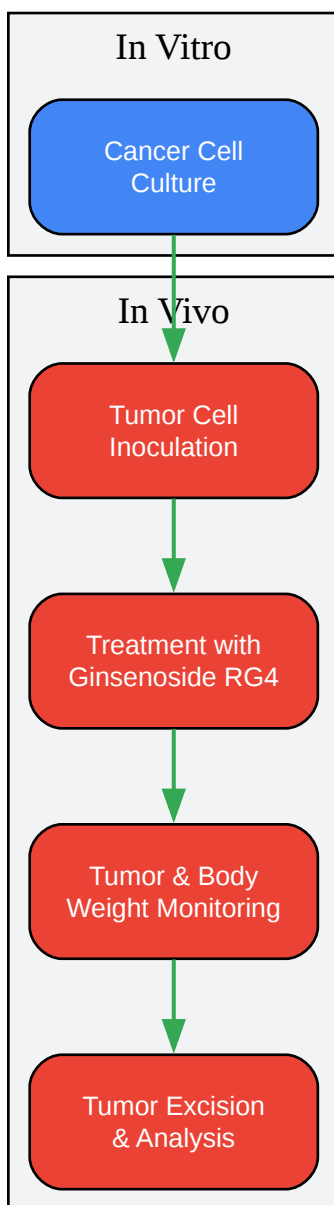 In Vitro
Cancer Cell
Culture
In Vivo
Tumor Cell
Inoculation
Treatment with
Ginsenoside RG4
Tumor & Body
Weight Monitoring
Tumor Excision
& Analysis